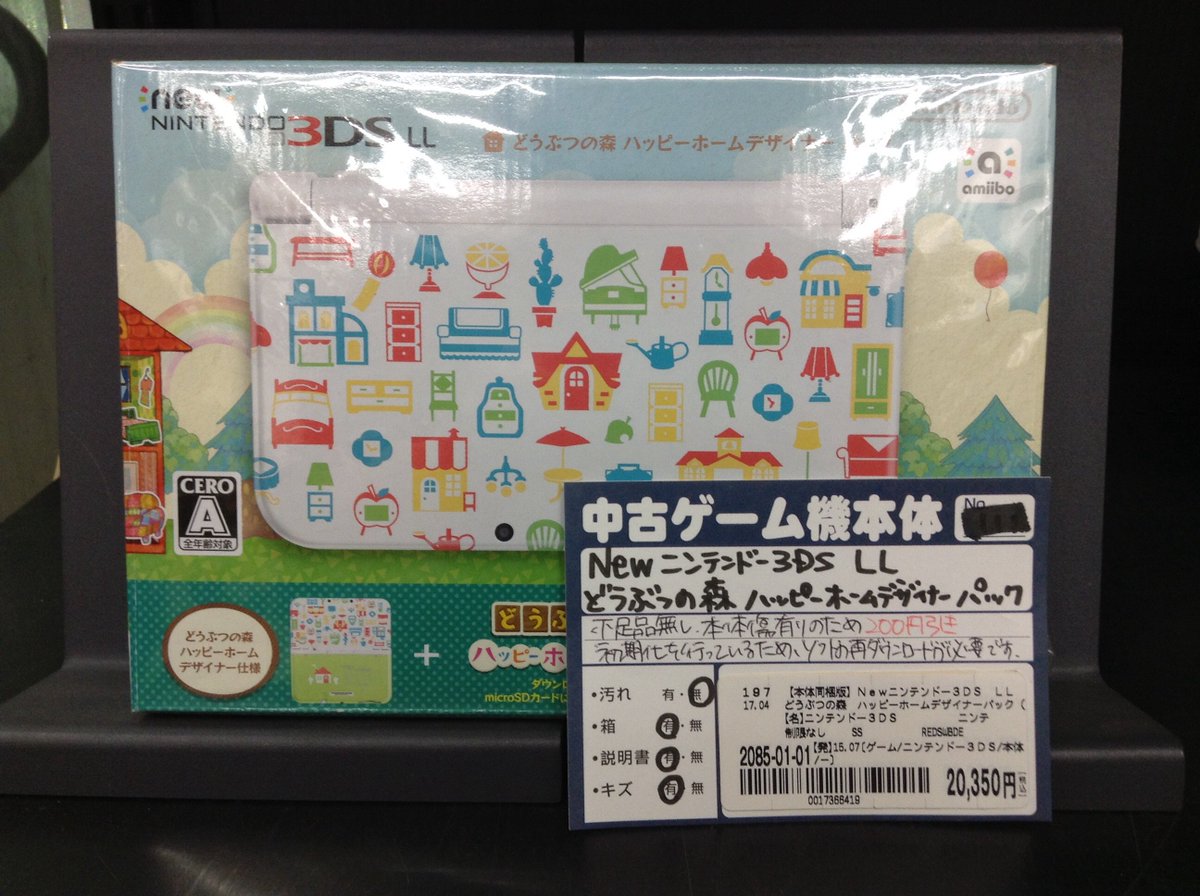 new
NINTENDO 3DS LL
どうぶつの森 ハッピーホームデザイナー
amiibo
CERO
A
全年齢対象
どうぶつの森
ハッピーホーム
デザイナー仕様
+
どうぶ
ハッピーホ
ダウン
microSDカードに
中古ゲーム機本体
No
Newニンテンドー3DS LL
どうぶつの森 ハッピーホームデザイナー パック
欠品無し、本体傷有りのため200円引き
初期化を行っているため、ソフトの再ダウンロードが必要です。
・汚れ 有・無
・箱 有・無
・説明書 有・無
・キズ 有・無
197 【本体同梱版】 Newニンテンドー3DS LL
17.04 どうぶつの森 ハッピーホームデザイナーパック (
【名】ニンテンドー3DS ニンテ
制限なし SS
2085-01-01 【発】15.07[ゲーム/ニンテンドー3DS/本体
/ー]
0017366419
20,350円 [税込]